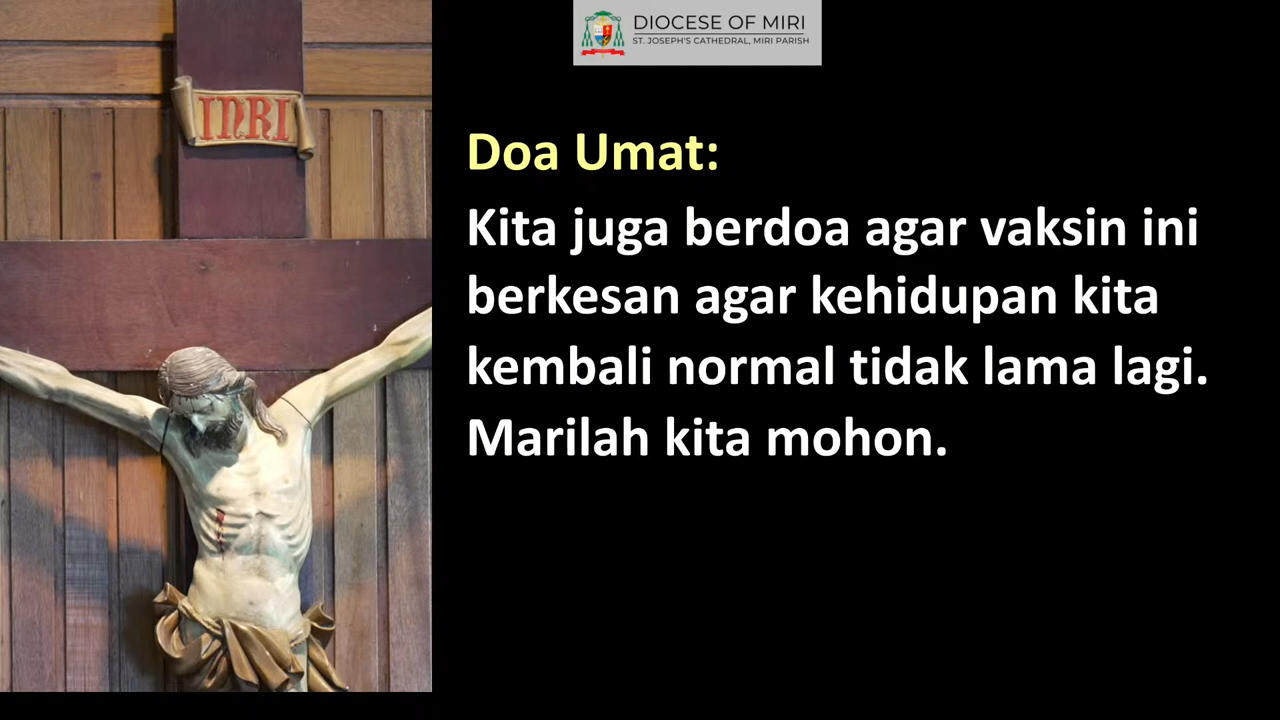 DIOCESE OF MIRI
ST. JOSEPH'S CATHEDRAL, MIRI PARISH
INRI
Doa Umat:
Kita juga berdoa agar vaksin ini
berkesan agar kehidupan kita
kembali normal tidak lama lagi.
Marilah kita mohon.